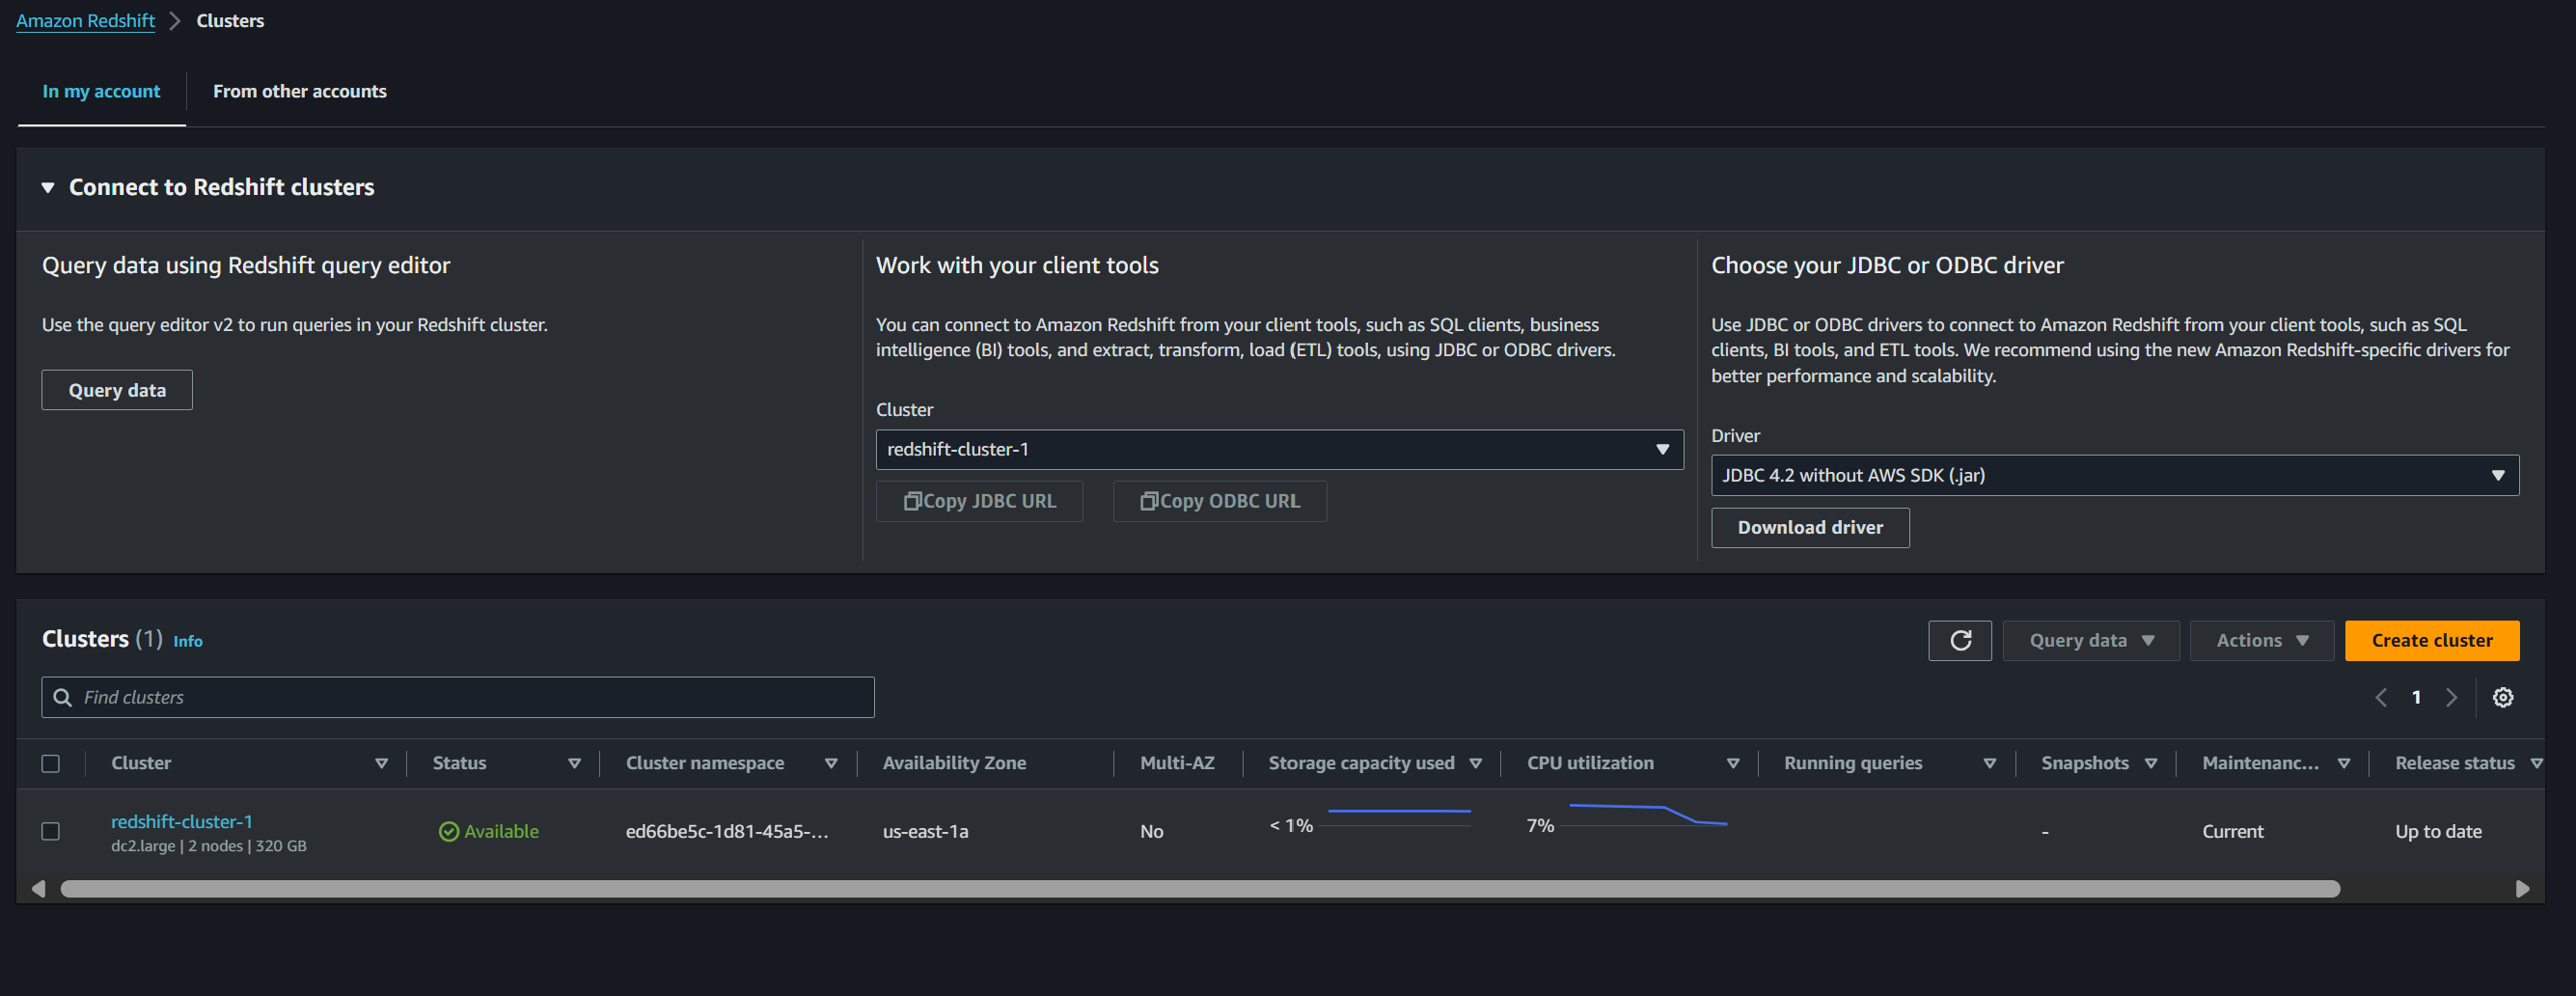 Amazon Redshift > Clusters
In my account
From other accounts
Connect to Redshift clusters
Query data using Redshift query editor
Use the query editor v2 to run queries in your Redshift cluster.
Query data
Work with your client tools
You can connect to Amazon Redshift from your client tools, such as SQL clients, business
intelligence (BI) tools, and extract, transform, load (ETL) tools, using JDBC or ODBC drivers.
Cluster
redshift-cluster-1
Copy JDBC URL
Copy ODBC URL
Choose your JDBC or ODBC driver
Use JDBC or ODBC drivers to connect to Amazon Redshift from your client tools, such as SQL
clients, BI tools, and ETL tools. We recommend using the new Amazon Redshift-specific drivers for
better performance and scalability.
Driver
JDBC 4.2 without AWS SDK (.jar)
Download driver
Clusters (1) Info
Query data
Actions
Create cluster
Find clusters
1
Cluster Status Cluster namespace Availability Zone Multi-AZ Storage capacity used CPU utilization Running queries Snapshots Maintenanc... Release status
redshift-cluster-1
dc2.large | 2 nodes | 320 GB
Available ed66be5c-1d81-45a5-... us-east-1a No < 1% 7% - Current Up to date